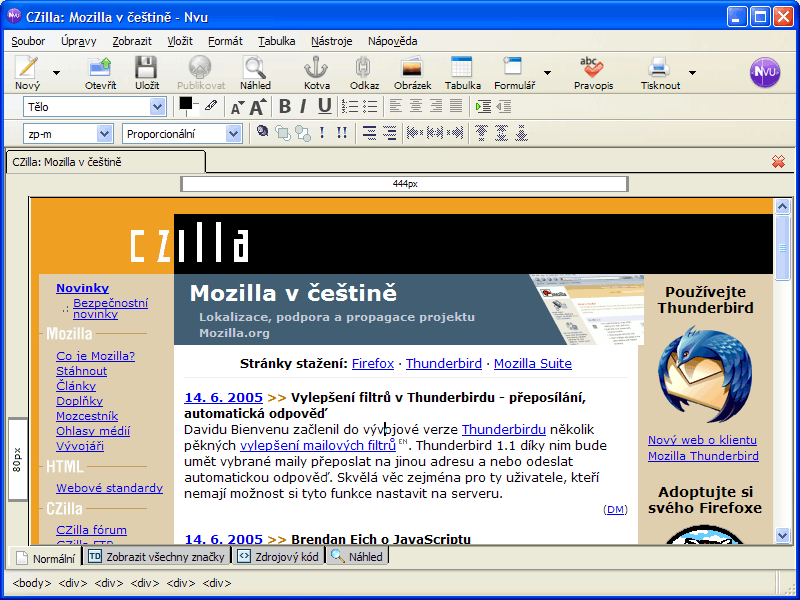 CZilla: Mozilla v češtině - Nvu
Soubor Úpravy Zobrazit Vložit Formát Tabulka Nástroje Nápověda
Nový Otevřít Uložit Publikovat Náhled Kotva Odkaz Obrázek Tabulka Formulář Pravopis Tisknout
Tělo
zp-m Proporcionální
CZilla: Mozilla v češtině
444px
czilla
Novinky
Bezpečnostní
novinky
Mozilla
Co je Mozilla?
Stáhnout
Články
Doplňky
Mozcestník
Ohlasy médií
Vývojáři
HTML
Webové standardy
CZilla
CZilla fórum
CZilla FTP
80px
Mozilla v češtině
Lokalizace, podpora a propagace projektu
Mozilla.org
Stránky stažení: Firefox · Thunderbird · Mozilla Suite
14. 6. 2005 >> Vylepšení filtrů v Thunderbirdu - přeposílání,
automatická odpověď
Davidu Bienvenu začlenil do vývojové verze Thunderbirdu několik
pěkných vylepšení mailových filtrů EN. Thunderbird 1.1 díky nim bude
umět vybrané maily přeposlat na jinou adresu a nebo odeslat
automatickou odpověď. Skvělá věc zejména pro ty uživatele, kteří
nemají možnost si tyto funkce nastavit na serveru.
(DM)
14. 6. 2005 >> Brendan Eich o JavaScriptu
Používejte
Thunderbird
Nový web o klientu
Mozilla Thunderbird
Adoptujte si
svého Firefoxe
Normální Zobrazit všechny značky Zdrojový kód Náhled
<body> <div> <div> <div> <div> <div>